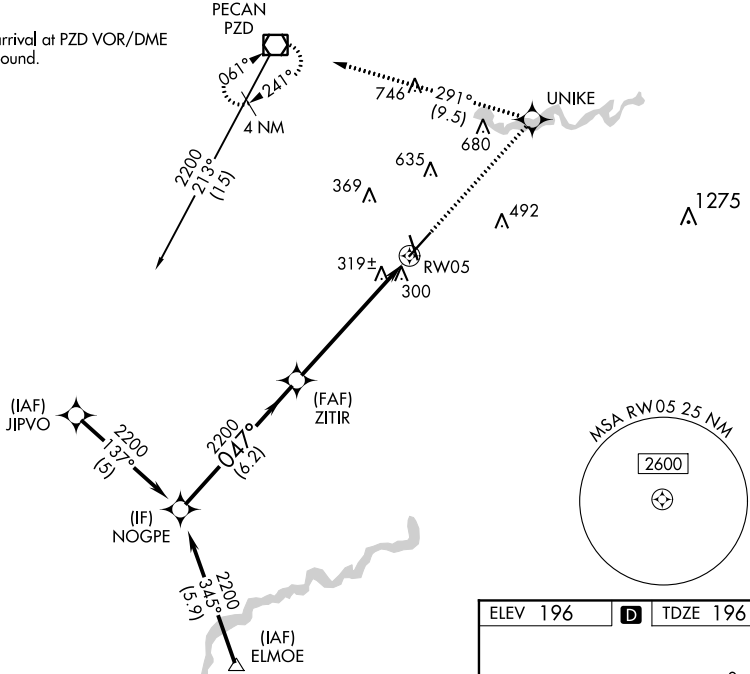 PECAN
PZD
rrival at PZD VOR/DME
ound.
061°
241°
4 NM
2200
213°
(15)
746
291°
(9.5)
UNIKE
680
635
369
492
1275
319±
RW05
300
(FAF)
ZITIR
(IAF)
JIPVO
2200
137°
(5)
2200
047°
(6.2)
(IF)
NOGPE
2200
345°
(5.9)
(IAF)
ELMOE
MSA RW05 25 NM
2600
ELEV 196
D
TDZE 196